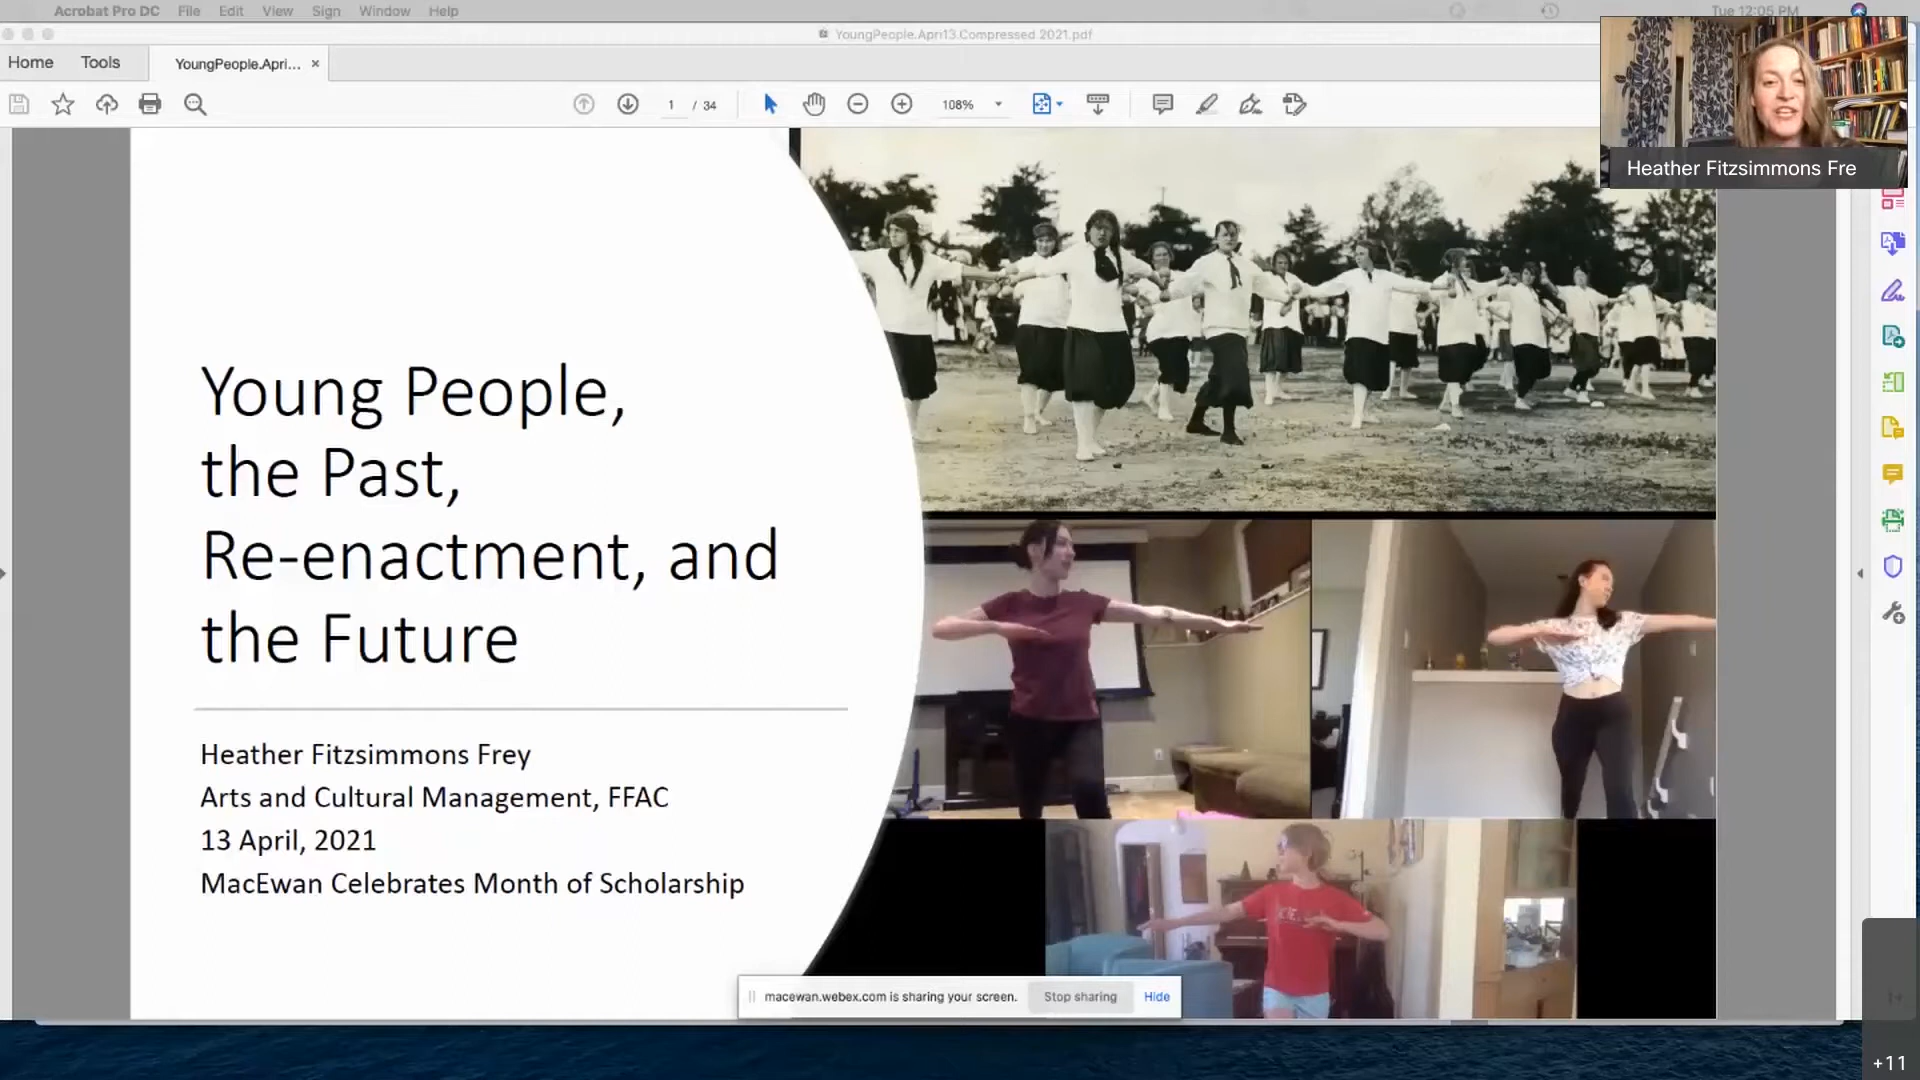 Acrobat Pro DC File Edit View Sign Window Help
Tue 12:05 PM
YoungPeople.Apri13.Compressed 2021.pdf
Home Tools YoungPeople.Apri... ×
1 / 34
108%
Heather Fitzsimmons Fre
Young People,
the Past,
Re-enactment, and
the Future
Heather Fitzsimmons Frey
Arts and Cultural Management, FFAC
13 April, 2021
MacEwan Celebrates Month of Scholarship
macewan.webex.com is sharing your screen. Stop sharing Hide
+11